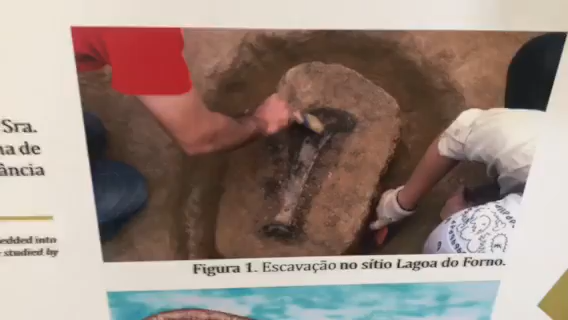 Sra.
na de
ância
edded into
studied by
Figura 1. Escavação no sítio Lagoa do Forno.